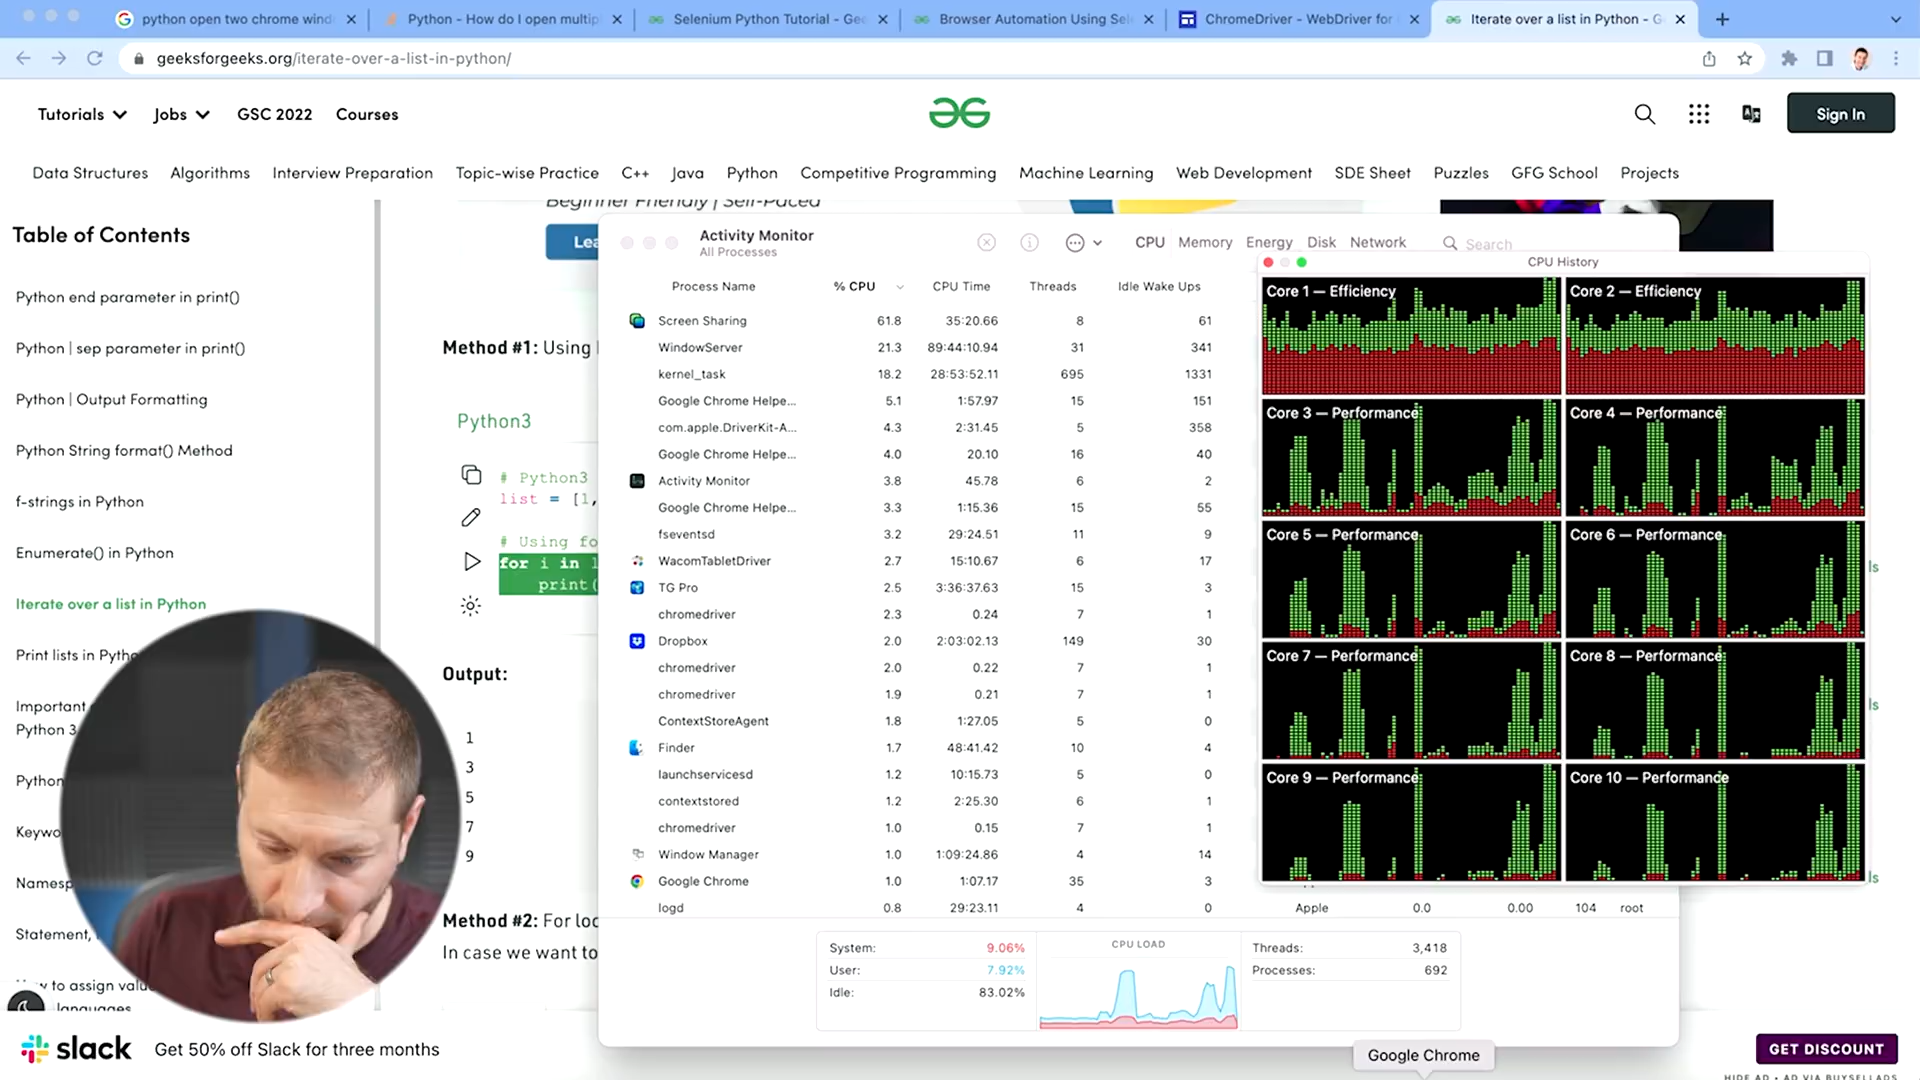 python open two chrome wind
Python - How do I open multip
Selenium Python Tutorial - Gee
Browser Automation Using Sel
ChromeDriver - WebDriver for
Iterate over a list in Python - G
geeksforgeeks.org/iterate-over-a-list-in-python/
Tutorials
Jobs
GSC 2022
Courses
Sign In
Data Structures
Algorithms
Interview Preparation
Topic-wise Practice
C++
Java
Python
Competitive Programming
Machine Learning
Web Development
SDE Sheet
Puzzles
GFG School
Projects
Table of Contents
Python end parameter in print()
Python | sep parameter in print()
Python | Output Formatting
Python String format() Method
f-strings in Python
Enumerate() in Python
Iterate over a list in Python
Print lists in Pytho
Important
Python 3
Python
Keywo
Namesp
Statement,
to assign valu
languages
Beginner Friendly | Self-Paced
Lea
Method #1: Using
Python3
# Python3
list = [1,
# Using fo
for i in l
print(
Output:
1
3
5
7
9
Method #2: For loo
In case we want to
Activity Monitor
All Processes
CPU Memory Energy Disk Network
Search
Process Name % CPU CPU Time Threads Idle Wake Ups
Screen Sharing 61.8 35:20.66 8 61
WindowServer 21.3 89:44:10.94 31 341
kernel_task 18.2 28:53:52.11 695 1331
Google Chrome Helpe... 5.1 1:57.97 15 151
com.apple.DriverKit-A... 4.3 2:31.45 5 358
Google Chrome Helpe... 4.0 20.10 16 40
Activity Monitor 3.8 45.78 6 2
Google Chrome Helpe... 3.3 1:15.36 15 55
fseventsd 3.2 29:24.51 11 9
WacomTabletDriver 2.7 15:10.67 6 17
TG Pro 2.5 3:36:37.63 15 3
chromedriver 2.3 0.24 7 1
Dropbox 2.0 2:03:02.13 149 30
chromedriver 2.0 0.22 7 1
chromedriver 1.9 0.21 7 1
ContextStoreAgent 1.8 1:27.05 5 0
Finder 1.7 48:41.42 10 4
launchservicesd 1.2 10:15.73 5 0
contextstored 1.2 2:25.30 6 1
chromedriver 1.0 0.15 7 1
Window Manager 1.0 1:09:24.86 4 14
Google Chrome 1.0 1:07.17 35 3
logd 0.8 29:23.11 4 0 Apple 0.0 0.00 104 root
System: 9.06%
User: 7.92%
Idle: 83.02%
CPU LOAD
Threads: 3,418
Processes: 692
CPU History
Core 1 — Efficiency
Core 2 — Efficiency
Core 3 — Performance
Core 4 — Performance
Core 5 — Performance
Core 6 — Performance
Core 7 — Performance
Core 8 — Performance
Core 9 — Performance
Core 10 — Performance
ls
ls
ls
Google Chrome
slack
Get 50% off Slack for three months
GET DISCOUNT
HIDE AD • AD VIA BUYSELLADS